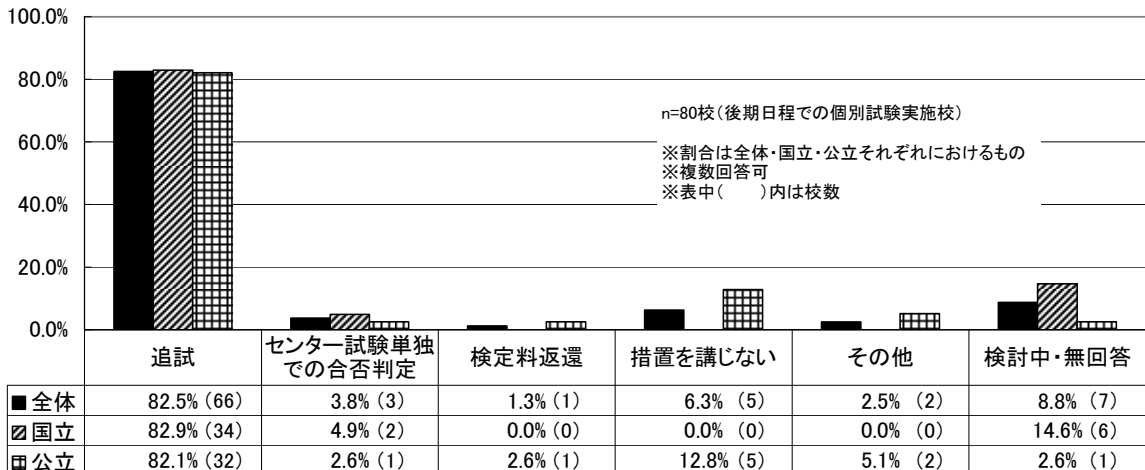 100.0%
80.0%
60.0%
40.0%
20.0%
0.0%
n=80校(後期日程での個別試験実施校)
※割合は全体・国立・公立それぞれにおけるもの
※複数回答可
※表中(　　)内は校数
追試 センター試験単独での合否判定 検定料返還 措置を講じない その他 検討中・無回答
全体 82.5% (66) 3.8% (3) 1.3% (1) 6.3% (5) 2.5% (2) 8.8% (7)
国立 82.9% (34) 4.9% (2) 0.0% (0) 0.0% (0) 0.0% (0) 14.6% (6)
公立 82.1% (32) 2.6% (1) 2.6% (1) 12.8% (5) 5.1% (2) 2.6% (1)